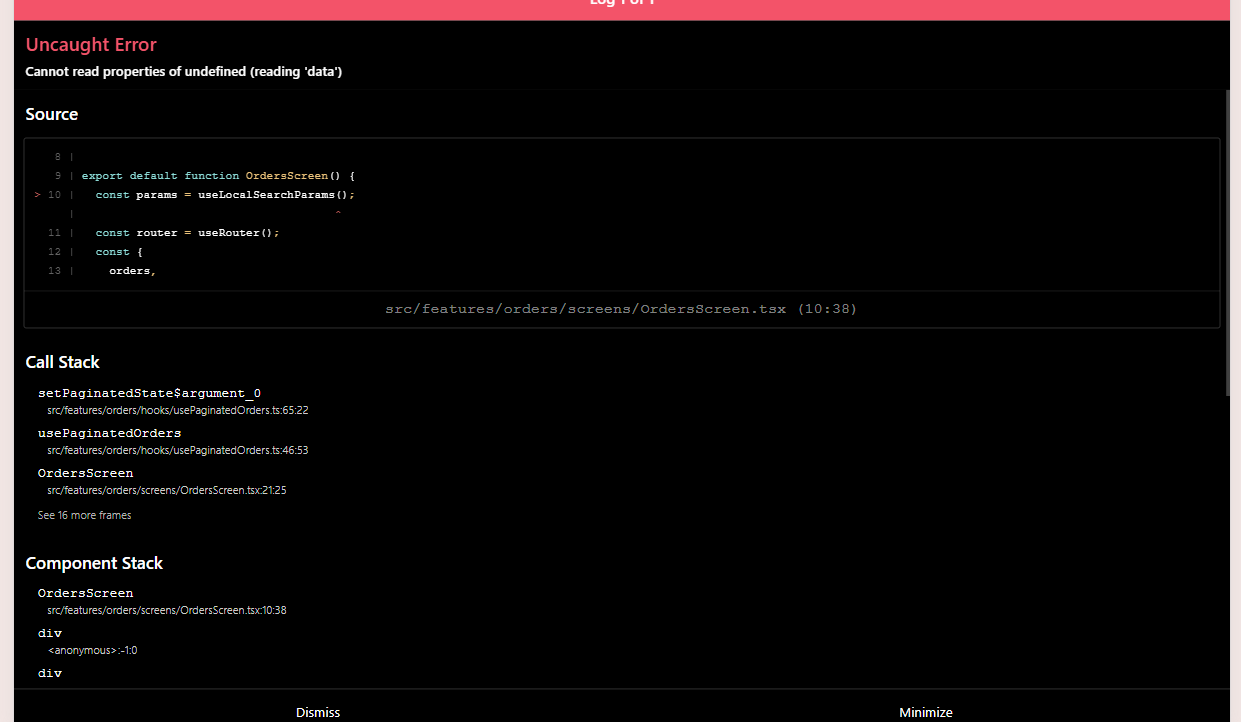 Log 1 of 1
Uncaught Error
Cannot read properties of undefined (reading 'data')
Source
8 |
9 | export default function OrdersScreen() {
> 10 |   const params = useLocalSearchParams();
|                                      ^
11 |   const router = useRouter();
12 |   const {
13 |     orders,
src/features/orders/screens/OrdersScreen.tsx (10:38)
Call Stack
setPaginatedState$argument_0
src/features/orders/hooks/usePaginatedOrders.ts:65:22
usePaginatedOrders
src/features/orders/hooks/usePaginatedOrders.ts:46:53
OrdersScreen
src/features/orders/screens/OrdersScreen.tsx:21:25
See 16 more frames
Component Stack
OrdersScreen
src/features/orders/screens/OrdersScreen.tsx:10:38
div
<anonymous>:-1:0
div
Dismiss
Minimize